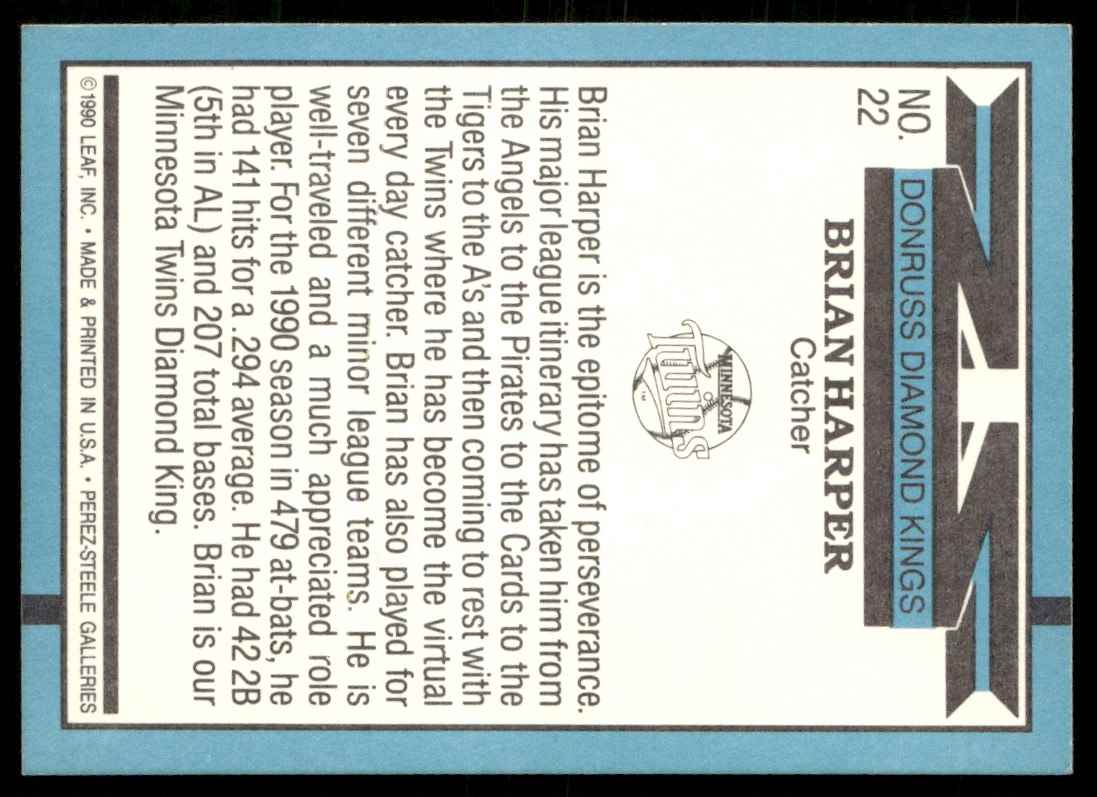 NO.
22
DONRUSS DIAMOND KINGS
BRIAN HARPER
Catcher
MINNESOTA
Twins
TM
Brian Harper is the epitome of perseverance.
His major league itinerary has taken him from
the Angels to the Pirates to the Cards to the
Tigers to the A's and then coming to rest with
the Twins where he has become the virtual
every day catcher. Brian has also played for
seven different minor league teams. He is
well-traveled and a much appreciated role
player. For the 1990 season in 479 at-bats, he
had 141 hits for a .294 average. He had 42 2B
(5th in AL) and 207 total bases. Brian is our
Minnesota Twins Diamond King.
©1990 LEAF, INC. • MADE & PRINTED IN U.S.A. • PEREZ-STEELE GALLERIES